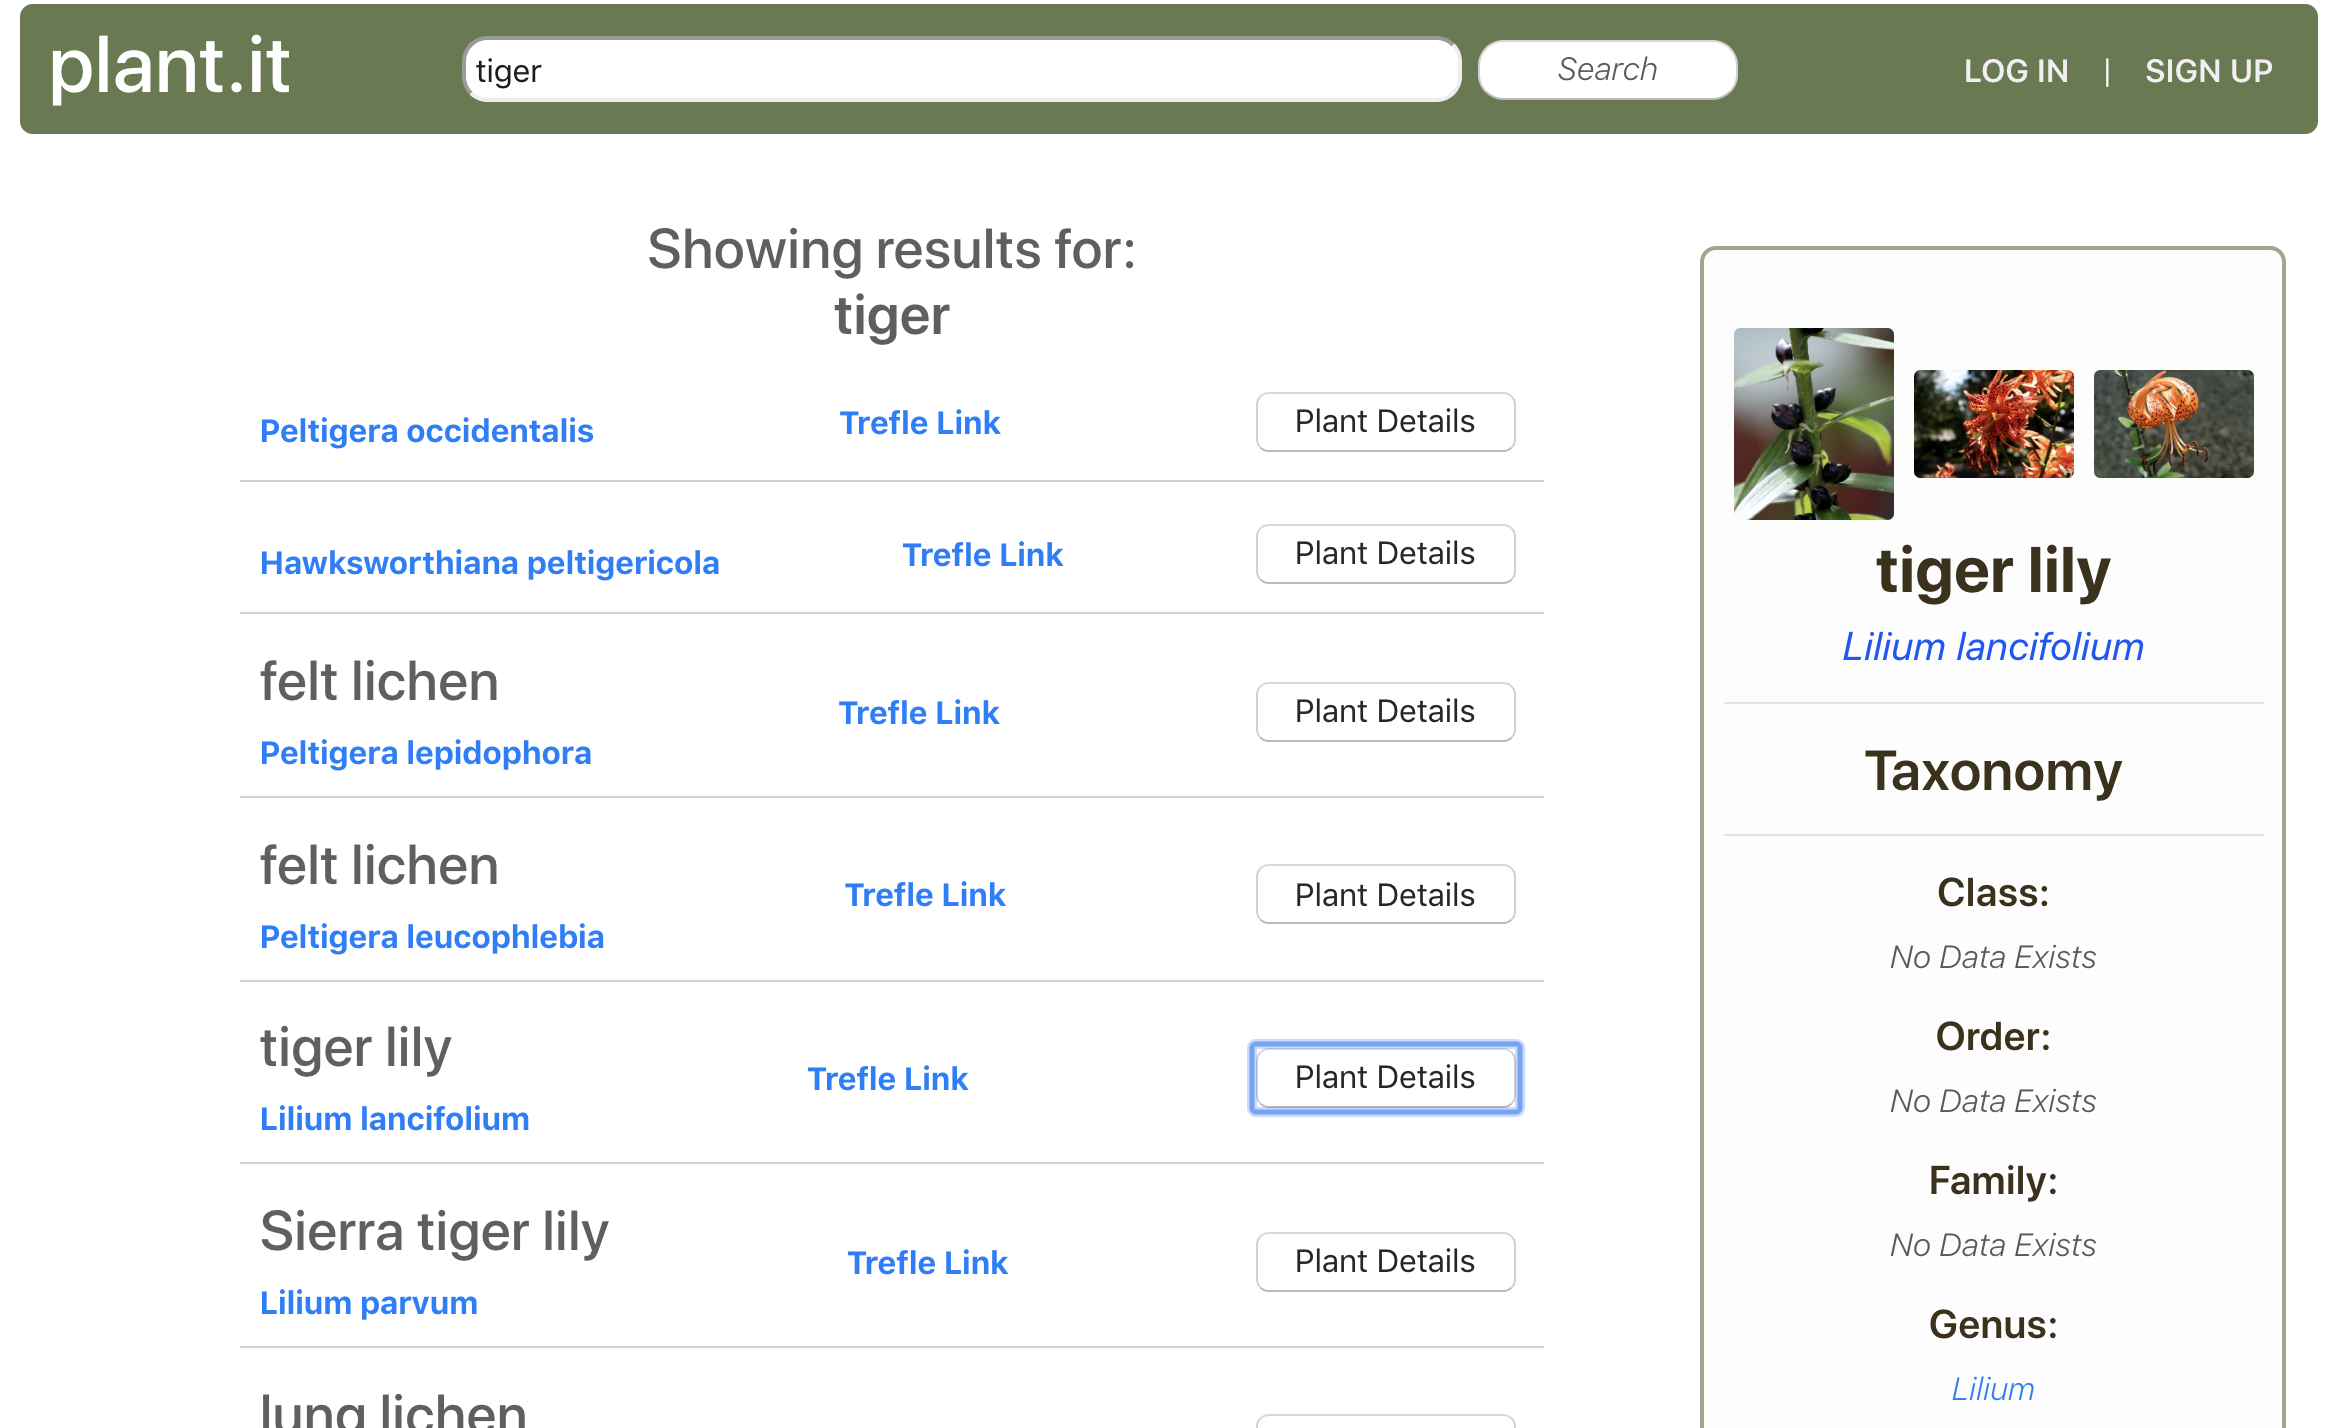 plant.it
tiger
Search
LOG IN | SIGN UP
Showing results for:
tiger
Peltigera occidentalis
Trefle Link
Plant Details
Hawksworthiana peltigericola
Trefle Link
Plant Details
felt lichen
Peltigera lepidophora
Trefle Link
Plant Details
felt lichen
Peltigera leucophlebia
Trefle Link
Plant Details
tiger lily
Lilium lancifolium
Trefle Link
Plant Details
Sierra tiger lily
Lilium parvum
Trefle Link
Plant Details
lung lichen
tiger lily
Lilium lancifolium
Taxonomy
Class:
No Data Exists
Order:
No Data Exists
Family:
No Data Exists
Genus:
Lilium